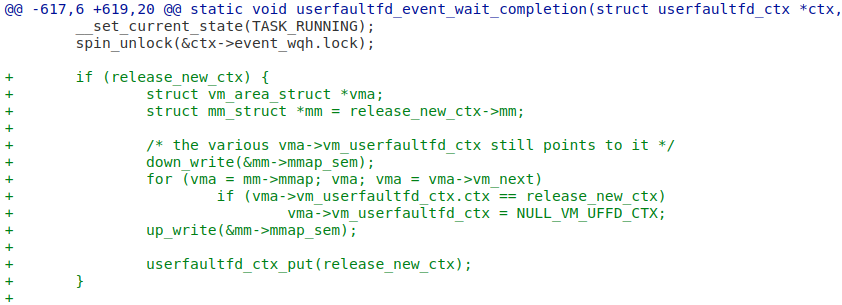 @@ -617,6 +619,20 @@ static void userfaultfd_event_wait_completion(struct userfaultfd_ctx *ctx,
        __set_current_state(TASK_RUNNING);
        spin_unlock(&ctx->event_wqh.lock);

+       if (release_new_ctx) {
+               struct vm_area_struct *vma;
+               struct mm_struct *mm = release_new_ctx->mm;
+
+               /* the various vma->vm_userfaultfd_ctx still points to it */
+               down_write(&mm->mmap_sem);
+               for (vma = mm->mmap; vma; vma = vma->vm_next)
+                       if (vma->vm_userfaultfd_ctx.ctx == release_new_ctx)
+                               vma->vm_userfaultfd_ctx = NULL_VM_UFFD_CTX;
+               up_write(&mm->mmap_sem);
+
+               userfaultfd_ctx_put(release_new_ctx);
+       }
+